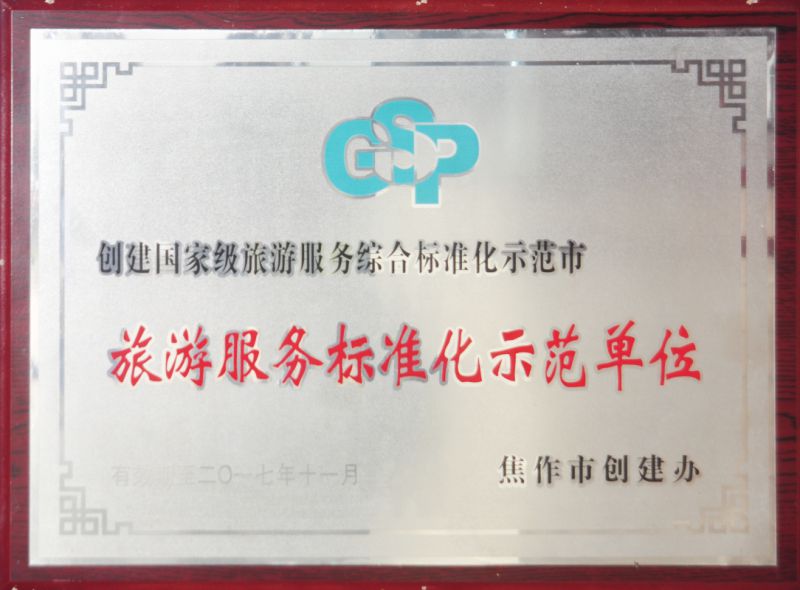 GSP
创建国家级旅游服务综合标准化示范市
旅游服务标准化示范单位
有效期至二〇一七年十一月
焦作市创建办